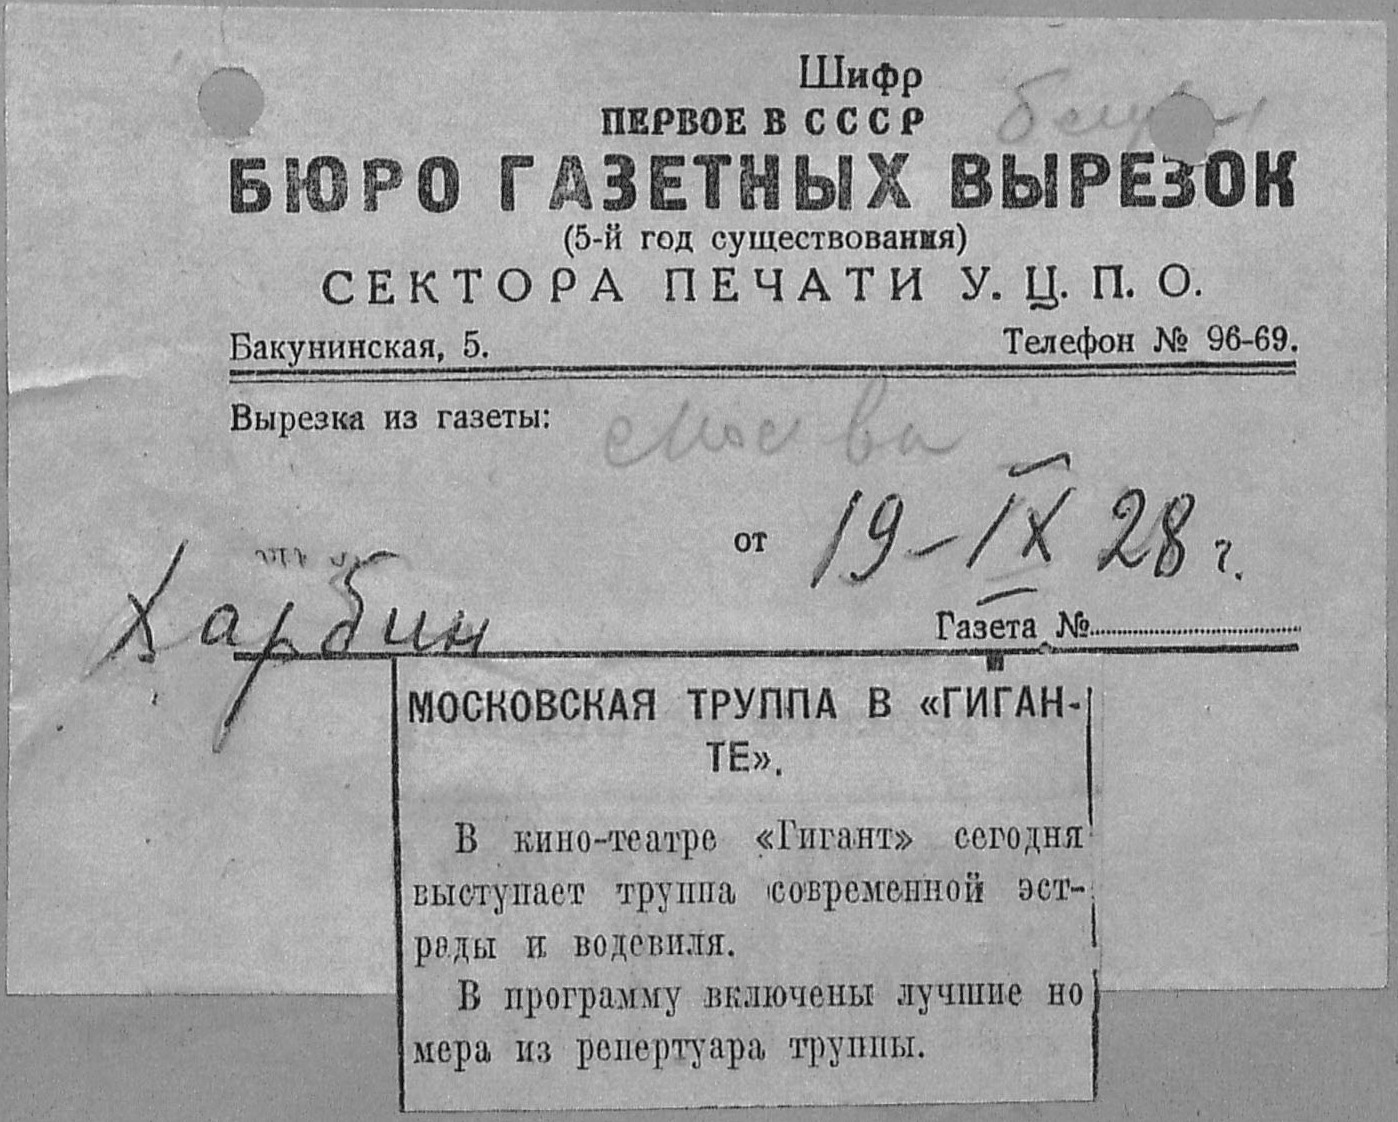 Шифр
ПЕРВОЕ В СССР
БЮРО ГАЗЕТНЫХ ВЫРЕЗОК
(5-й год существования)
СЕКТОРА ПЕЧАТИ У. Ц. П. О.
Бакунинская, 5. Телефон № 96-69.
Вырезка из газеты: Москва
от 19-IX 28 г.
Харбин
Газета №
МОСКОВСКАЯ ТРУППА В «ГИГАН-
ТЕ».
В кино-театре «Гигант» сегодня
выступает труппа современной эст-
рады и водевиля.
В программу включены лучшие но
мера из репертуара труппы.